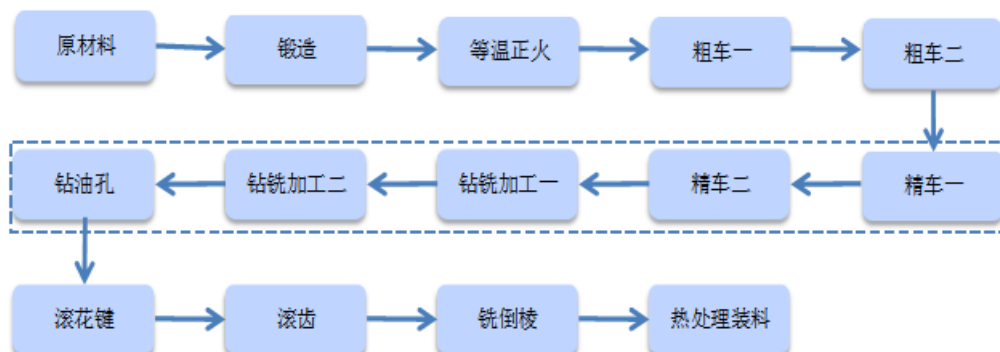 原材料
锻造
等温正火
粗车一
粗车二
精车一
精车二
钻铣加工一
钻铣加工二
钻油孔
滚花键
滚齿
铣倒棱
热处理装料